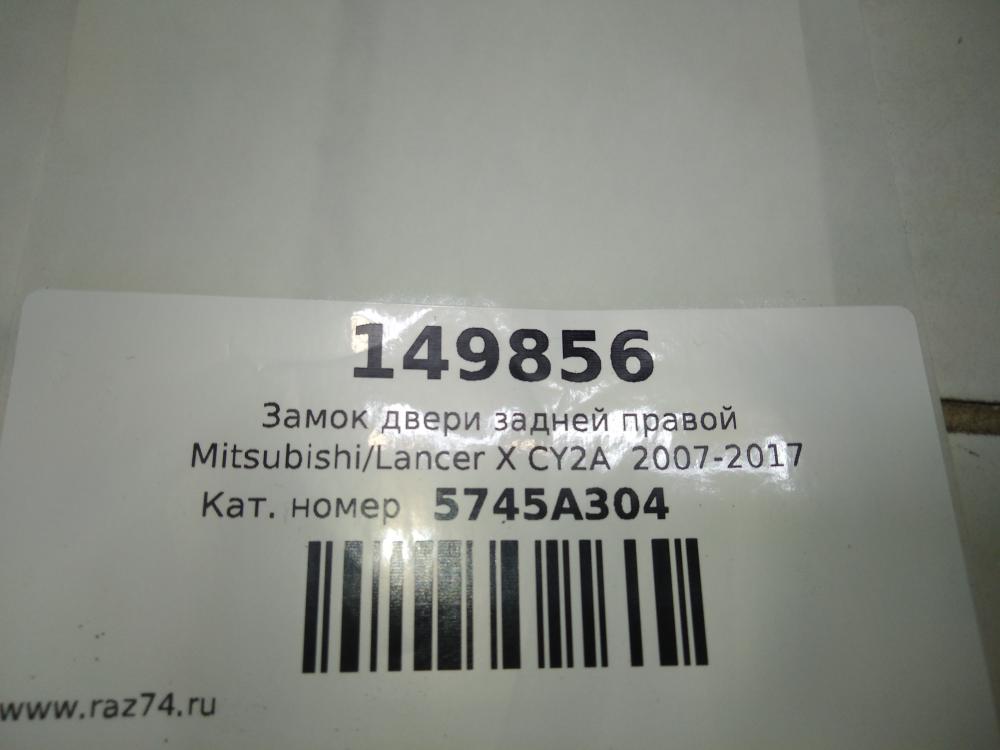 149856
Замок двери задней правой
Mitsubishi/Lancer X CY2A 2007-2017
Кат. номер 5745A304
www.raz74.ru